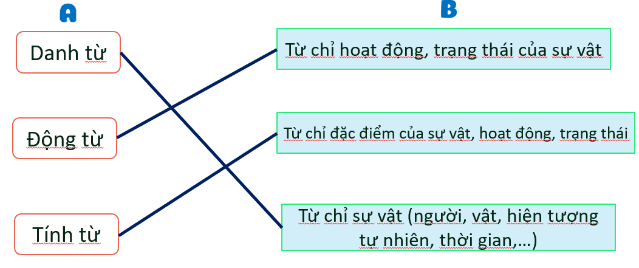 A
B
Danh từ
Từ chỉ hoạt động, trạng thái của sự vật
Động từ
Từ chỉ đặc điểm của sự vật, hoạt động, trạng thái
Tính từ
Từ chỉ sự vật (người, vật, hiện tượng
tự nhiên, thời gian,...)